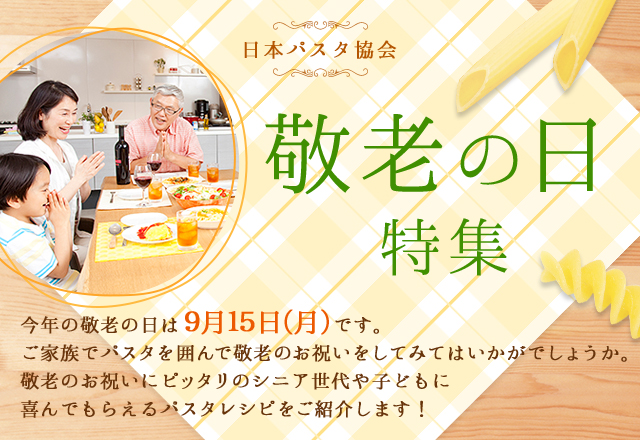 日本パスタ協会
敬老の日
特集
今年の敬老の日は 9月15日(月)です。
ご家族でパスタを囲んで敬老のお祝いをしてみてはいかがでしょうか。
敬老のお祝いにピッタリのシニア世代や子どもに
喜んでもらえるパスタレシピをご紹介します！